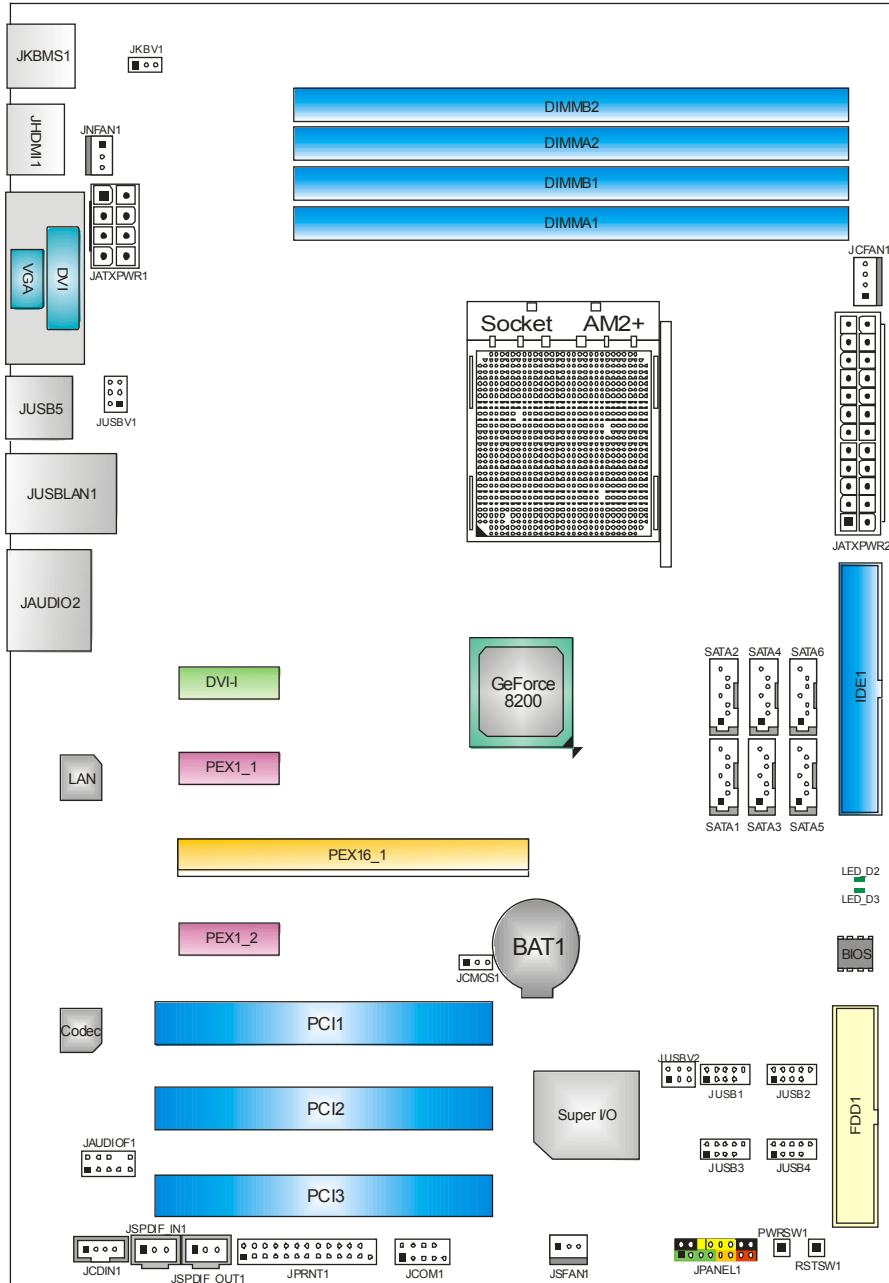 JKBMS1
JKBV1
DIMMB2
JHDMI1
JNFAN1
DIMMA2
DIMMB1
DIMMA1
JATXPWR1
VGA
DVI
JCFAN1
Socket AM2+
JUSB5
JUSBV1
JUSBLAN1
JATXPWR2
JAUDIO2
IDE1
SATA2
SATA4
SATA6
DVI-I
GeForce
8200
LAN
PEX1_1
SATA1
SATA3
SATA5
PEX16_1
LED_D2
LED_D3
PEX1_2
BAT1
BIOS
JCMOS1
Codec
PCI1
JUSBV2
JUSB1
JUSB2
PCI2
Super I/O
FDD1
JAUDIOF1
JUSB3
JUSB4
PCI3
JSPDIF_IN1
PWRSW1
JCDIN1
JSPDIF_OUT1
JPRNT1
JCOM1
JSFAN1
JPANEL1
RSTSW1